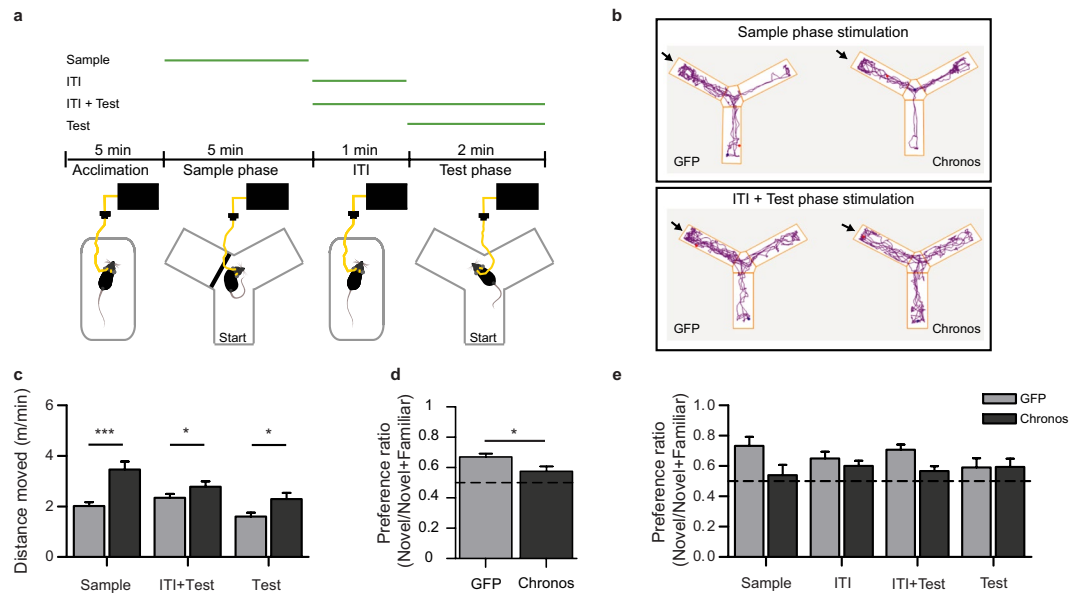 a
Sample
ITI
ITI + Test
Test
5 min
5 min
1 min
2 min
Acclimation
Sample phase
ITI
Test phase
Start
Start
b
Sample phase stimulation
GFP
Chronos
ITI + Test phase stimulation
GFP
Chronos
c
Distance moved (m/min)
6
4
2
0
***
*
*
Sample
ITI+Test
Test
d
Preference ratio
(Novel/Novel+Familiar)
1
0.8
0.6
0.4
0.2
0
*
GFP
Chronos
e
Preference ratio
(Novel/Novel+Familiar)
1.0
0.8
0.6
0.4
0.2
0.0
GFP
Chronos
Sample
ITI
ITI+Test
Test